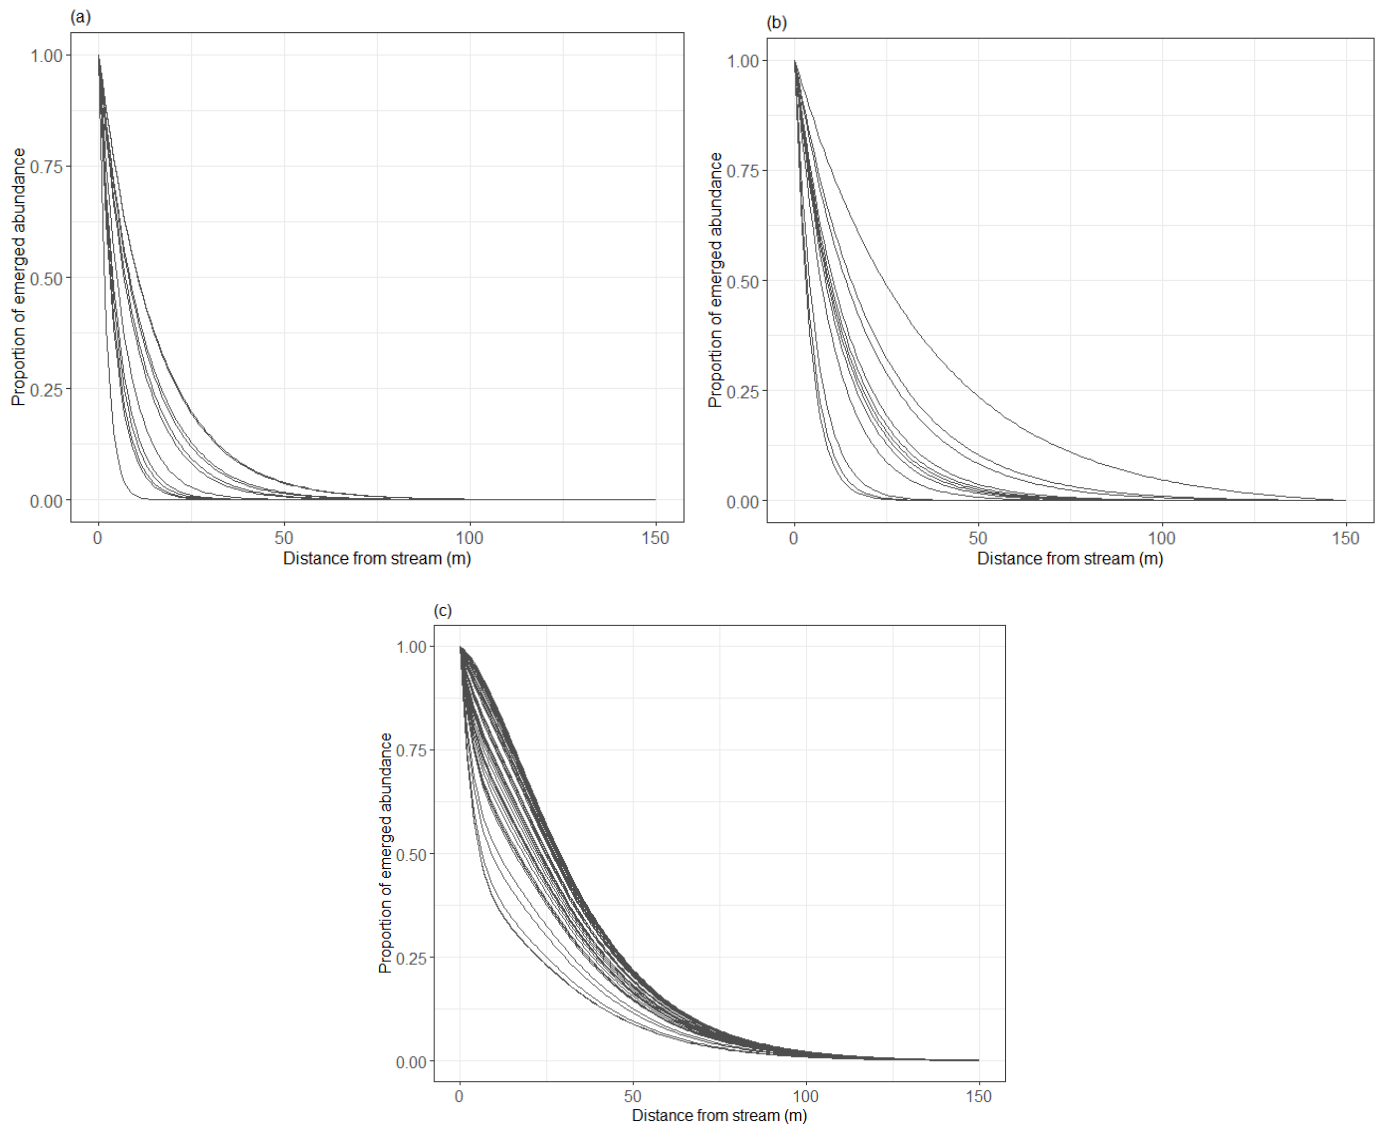 (a)
Proportion of emerged abundance
1.00
0.75
0.50
0.25
0.00
0 50 100 150
Distance from stream (m)
(b)
Proportion of emerged abundance
1.00
0.75
0.50
0.25
0.00
0 50 100 150
Distance from stream (m)
(c)
Proportion of emerged abundance
1.00
0.75
0.50
0.25
0.00
0 50 100 150
Distance from stream (m)